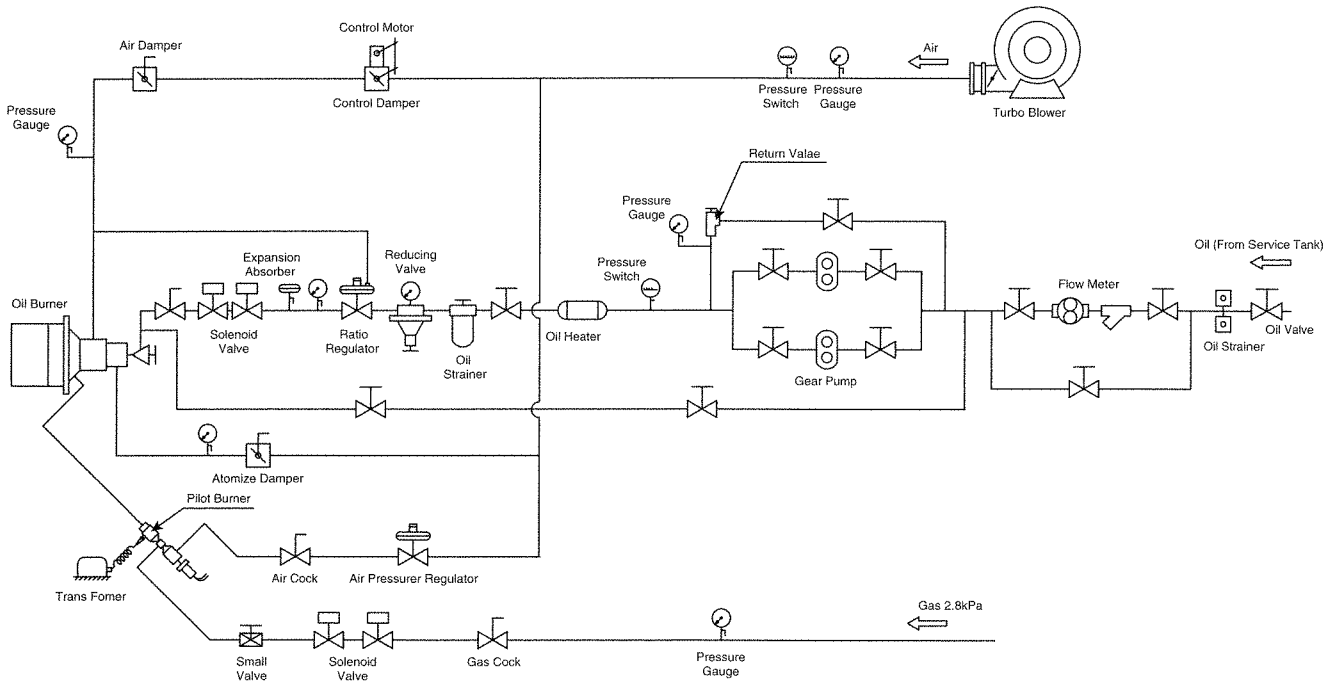 Control Motor
Air Damper
Air
Control Damper
Pressure
Switch
Pressure
Gauge
Turbo Blower
Pressure
Gauge
Return Valae
Pressure
Gauge
Oil (From Service Tank)
Expansion
Absorber
Reducing
Valve
Pressure
Switch
Flow Meter
Oil Burner
Solenoid
Valve
Ratio
Regulator
Oil
Strainer
Oil Heater
Gear Pump
Oil Strainer
Oil Valve
Atomize Damper
Pilot Burner
Trans Fomer
Air Cock
Air Pressurer Regulator
Gas 2.8kPa
Small
Valve
Solenoid
Valve
Gas Cock
Pressure
Gauge